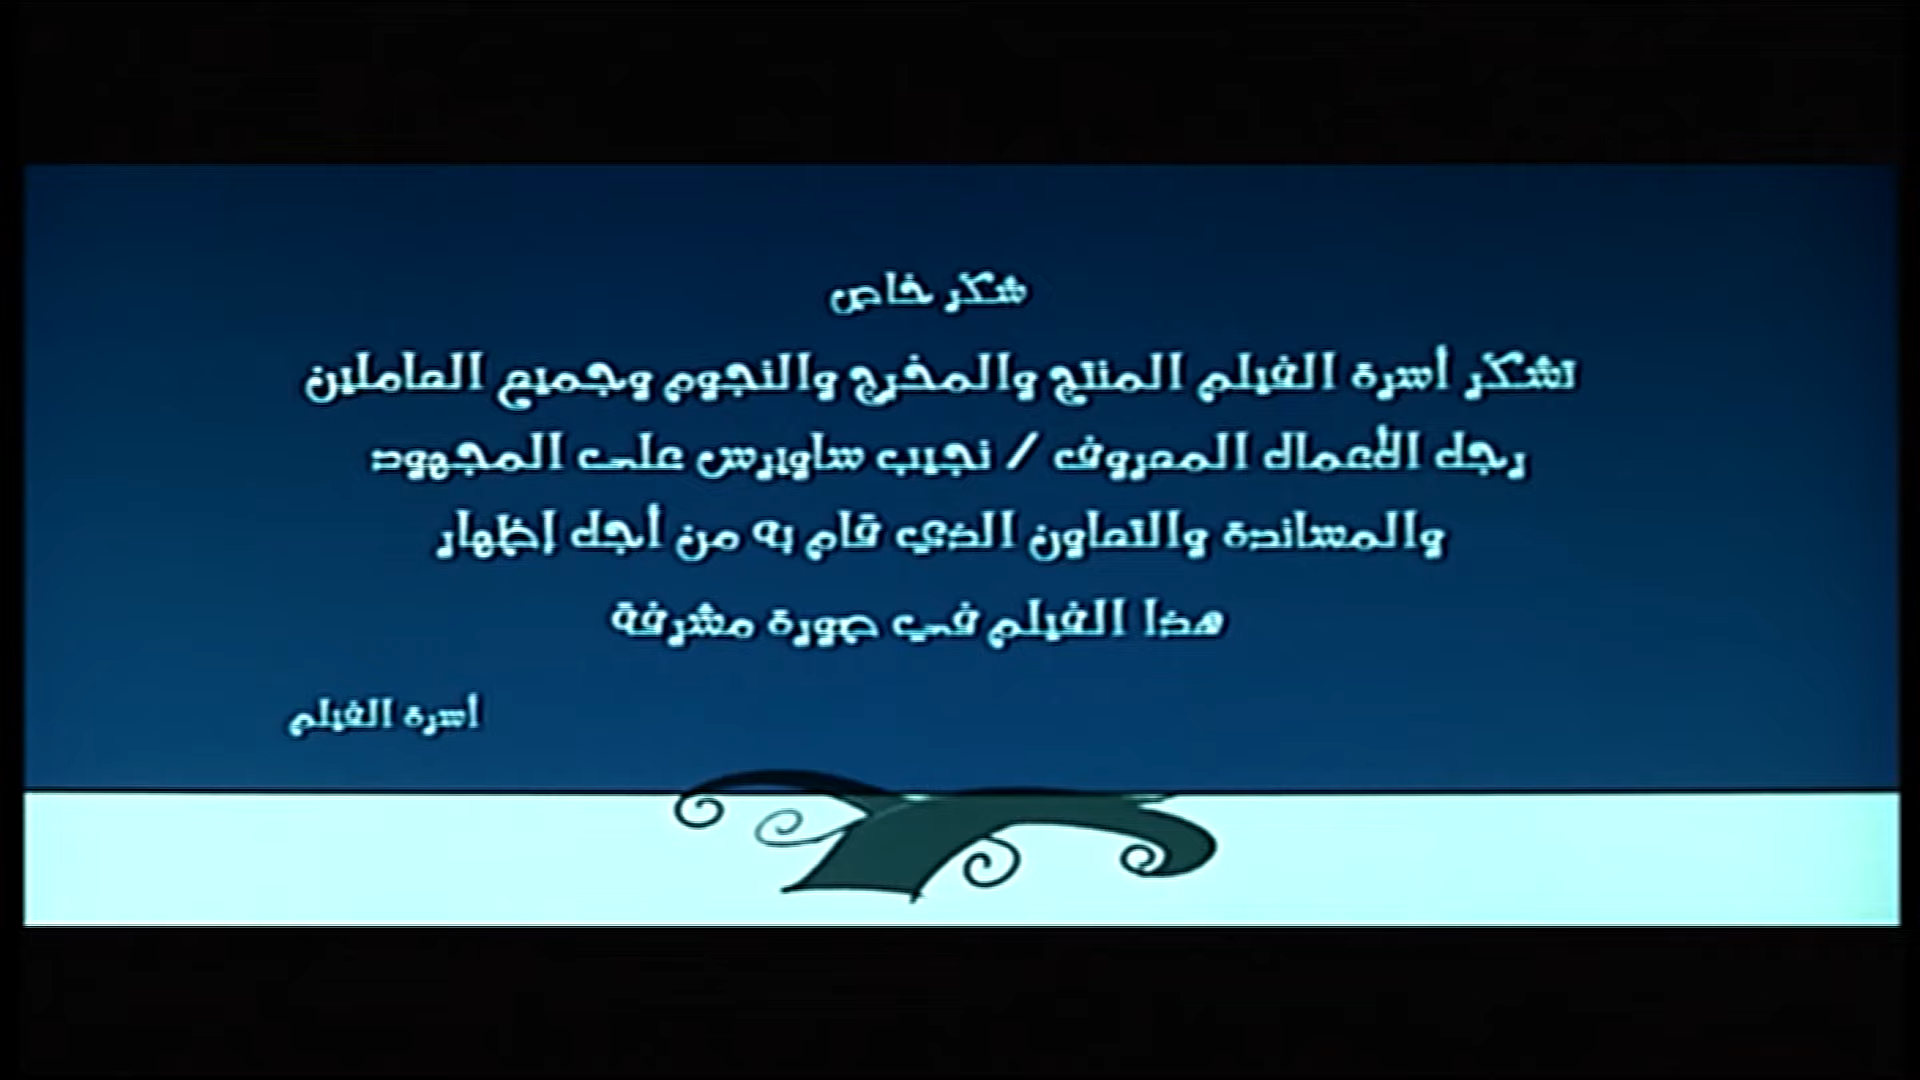 شكر خاص
تشكر أسرة الفيلم المنتج والمخرج والنجوم وجميع العاملين
رجل الأعمال المعروف / نجيب ساويرس على المجهود
والمساندة والتعاون الذي قام به من أجل إظهار
هذا الفيلم في صورة مشرفة
أسرة الفيلم